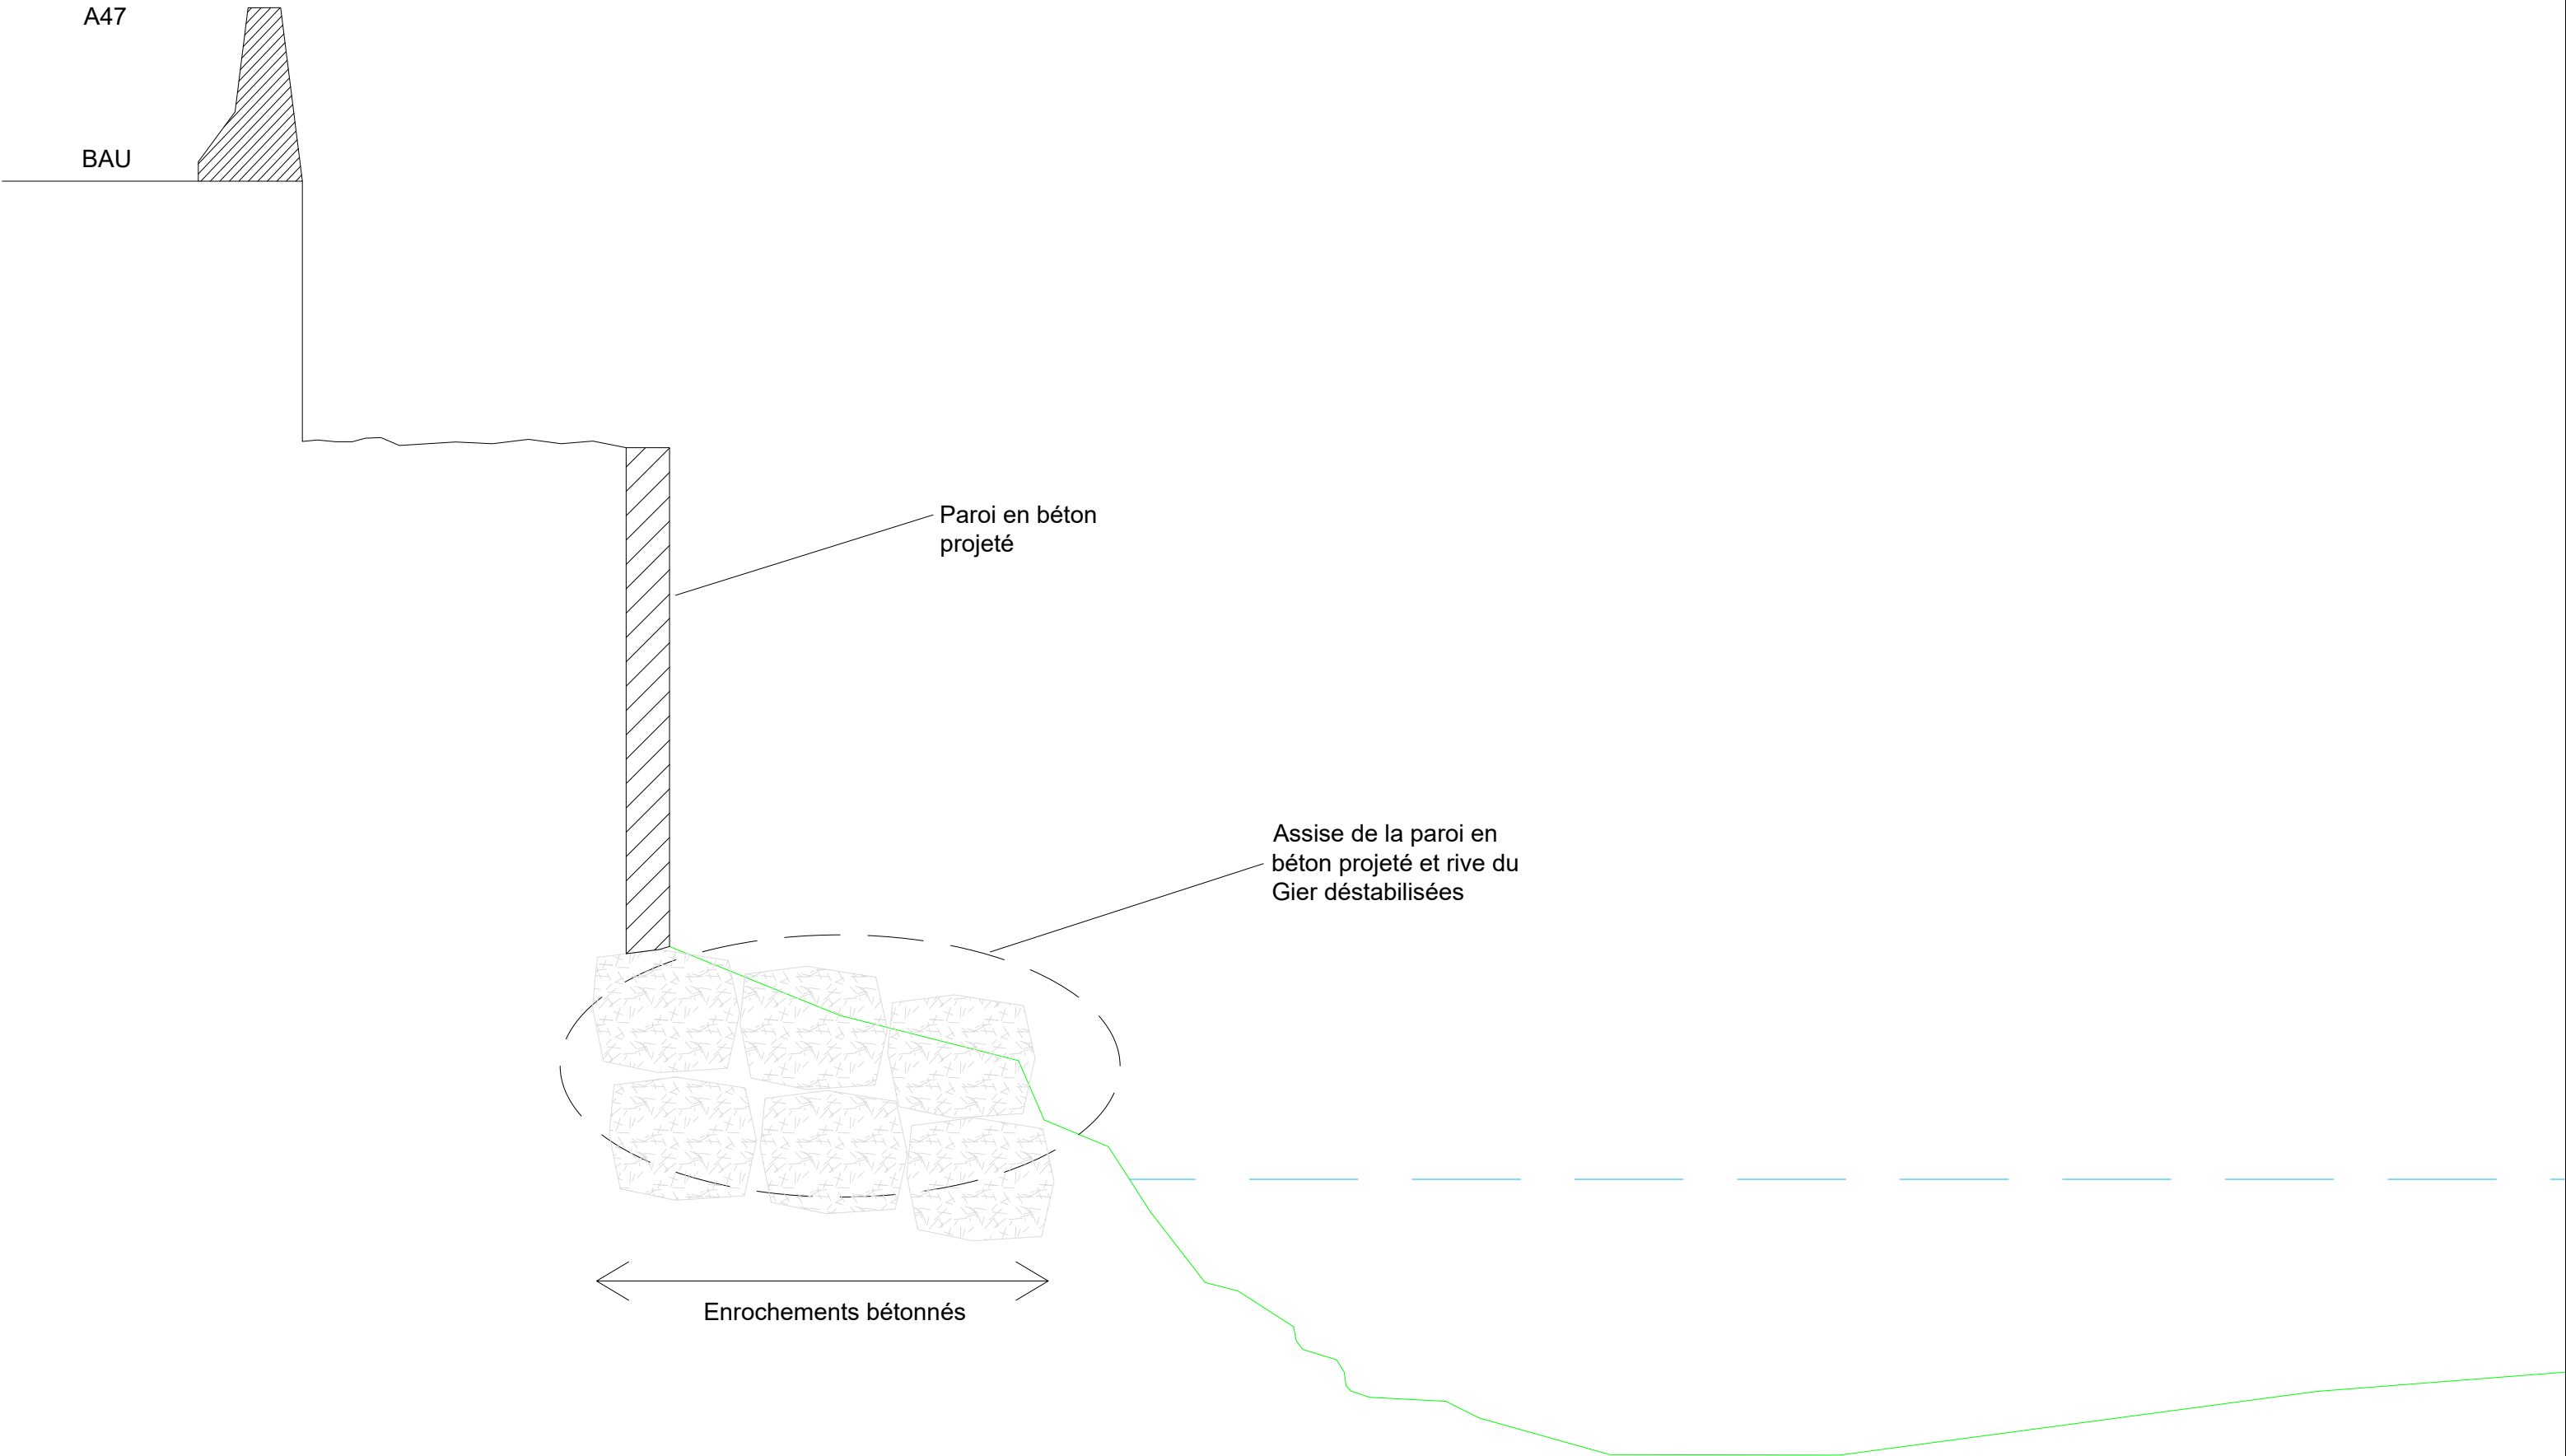 A47
BAU
Paroi en béton
projeté
Assise de la paroi en
béton projeté et rive du
Gier déstabilisées
Enrochements bétonnés